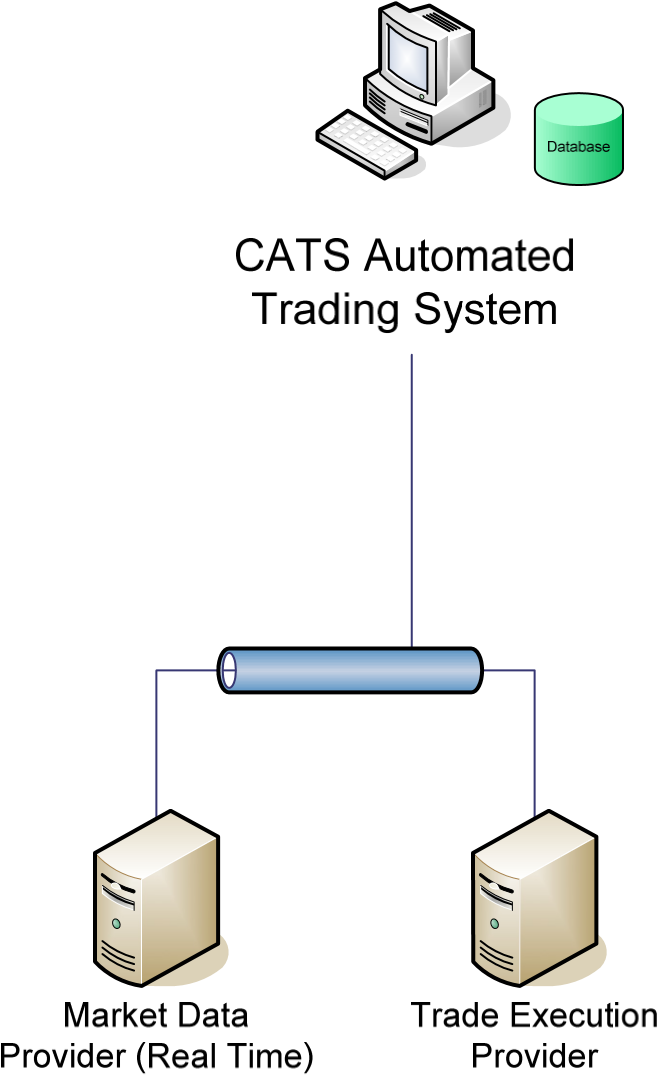 Database
CATS Automated
Trading System
Market Data
Provider (Real Time)
Trade Execution
Provider